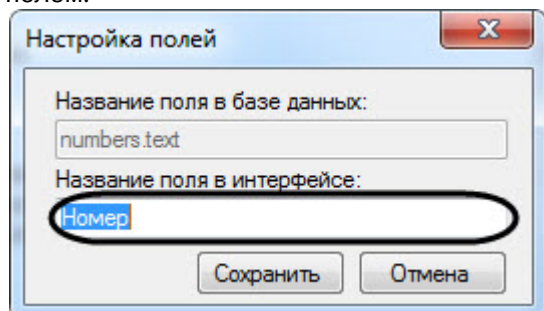 Настройка полей
Название поля в базе данных:
numbers.text
Название поля в интерфейсе:
Номер
Сохранить Отмена